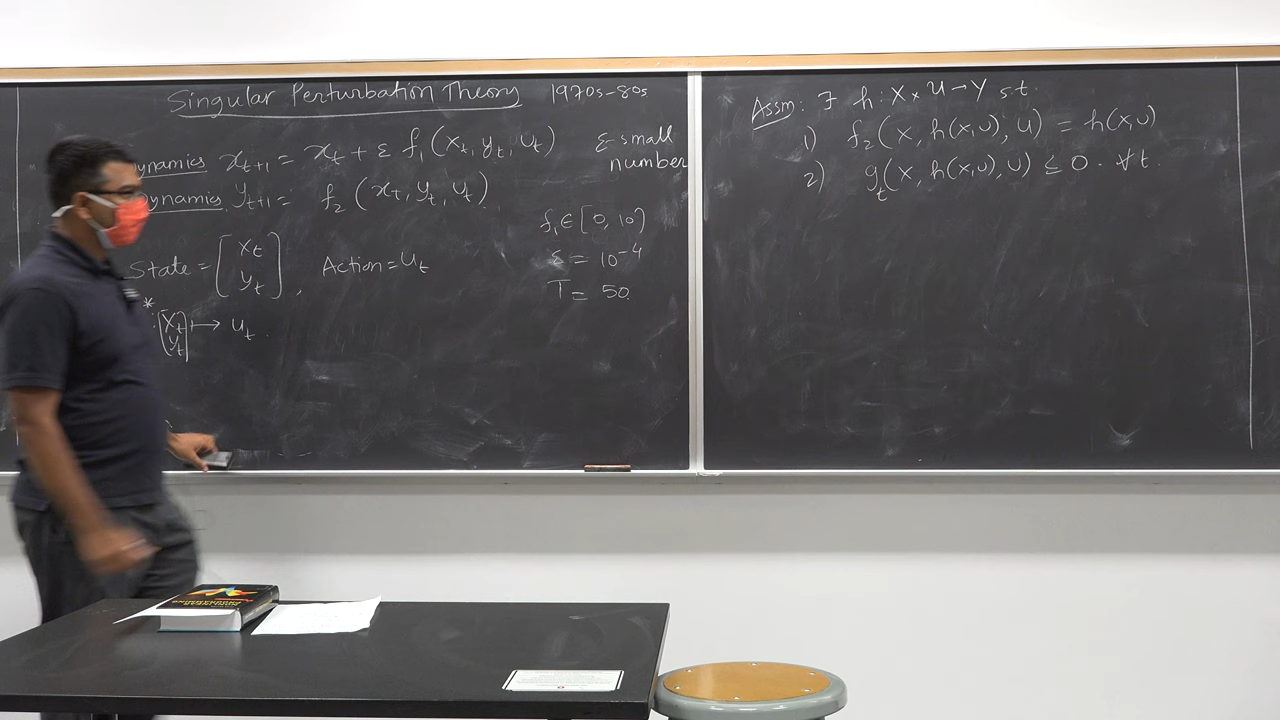 Singular Perturbation Theory 1970s-80s
Dynamics x_{t+1} = x_t + ε f_1(x_t, y_t, u_t) ε small number
Dynamics y_{t+1} = f_2(x_t, y_t, u_t)
f_1 ∈ [0, 10)
State = [x_t y_t], Action = u_t
ε = 10^{-4}
T = 50
* [x_t y_t] ↦ u_t.
Assm: ∃ h: X × U → Y s.t.
1) f_2(x, h(x,u), u) = h(x,u)
2) g_t(x, h(x,u), u) ≤ 0. ∀t.